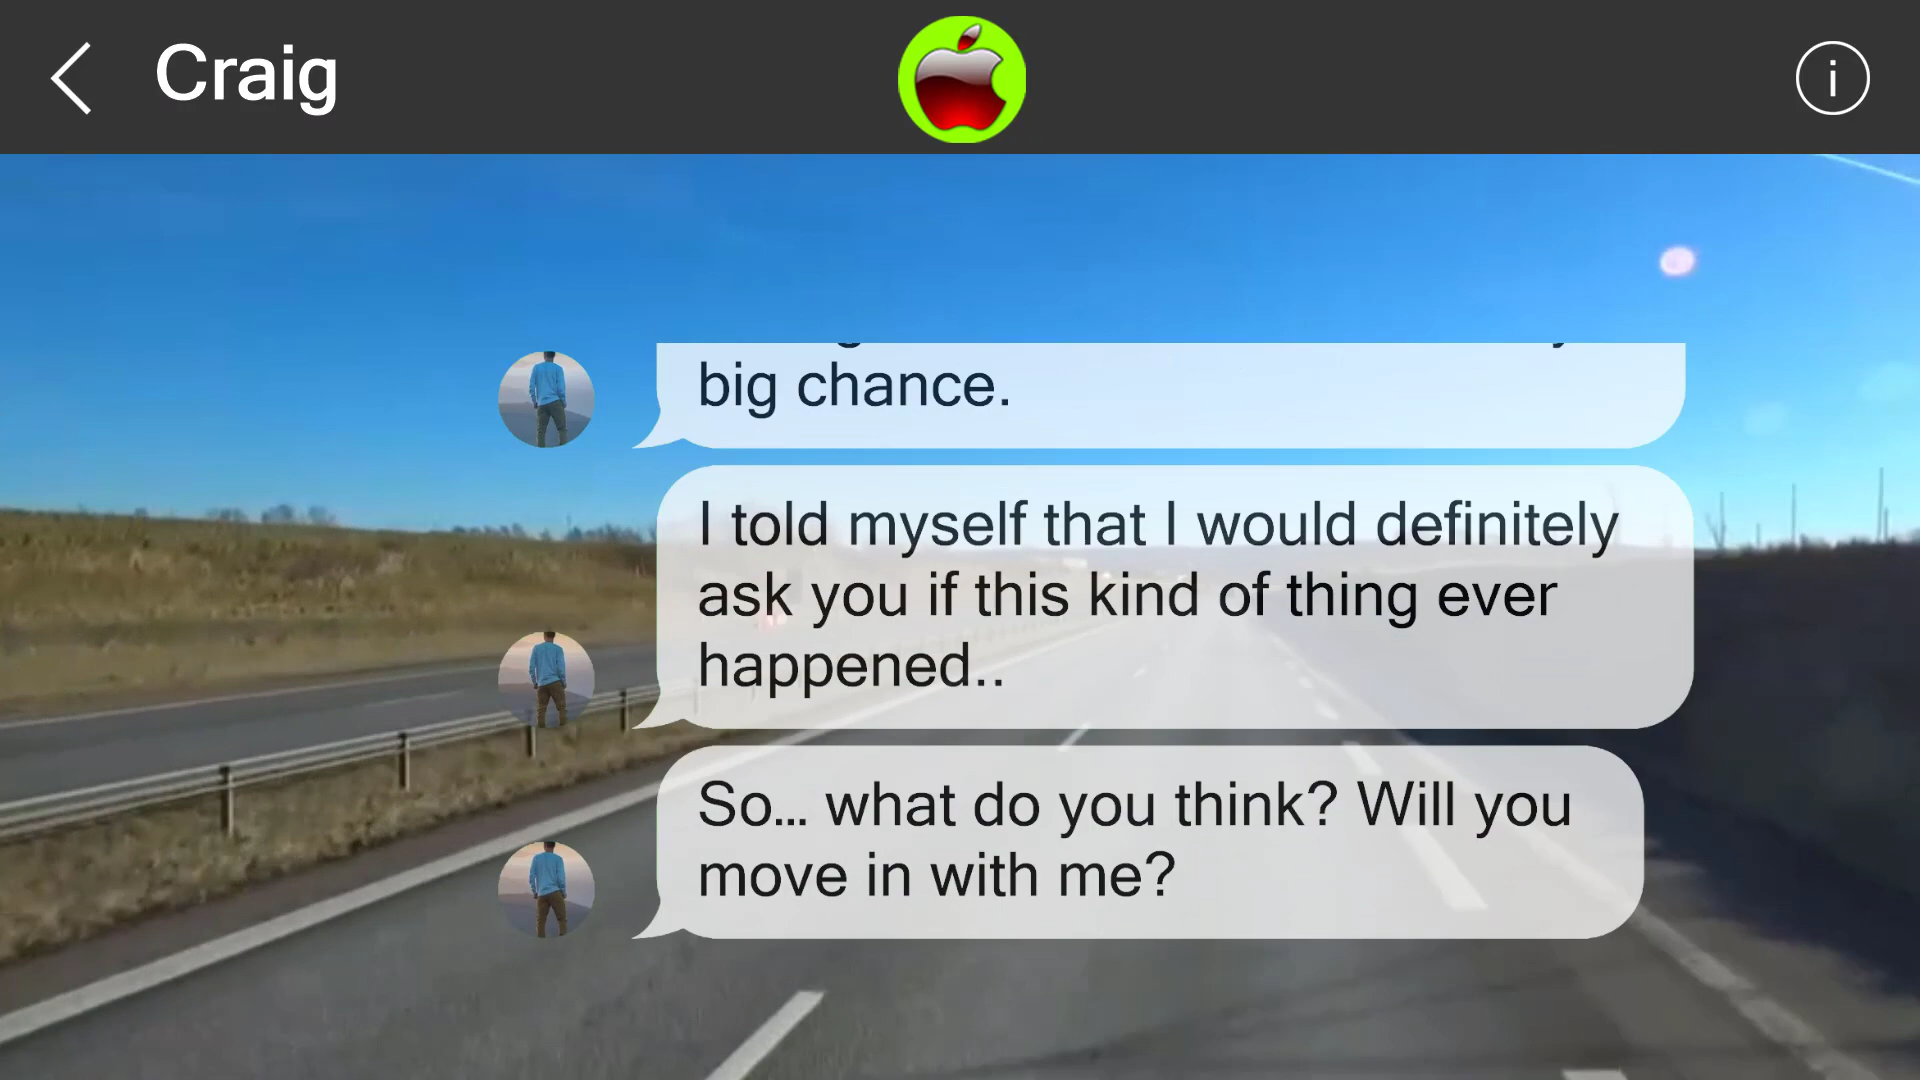 Craig
big chance.
I told myself that I would definitely
ask you if this kind of thing ever
happened..
So... what do you think? Will you
move in with me?